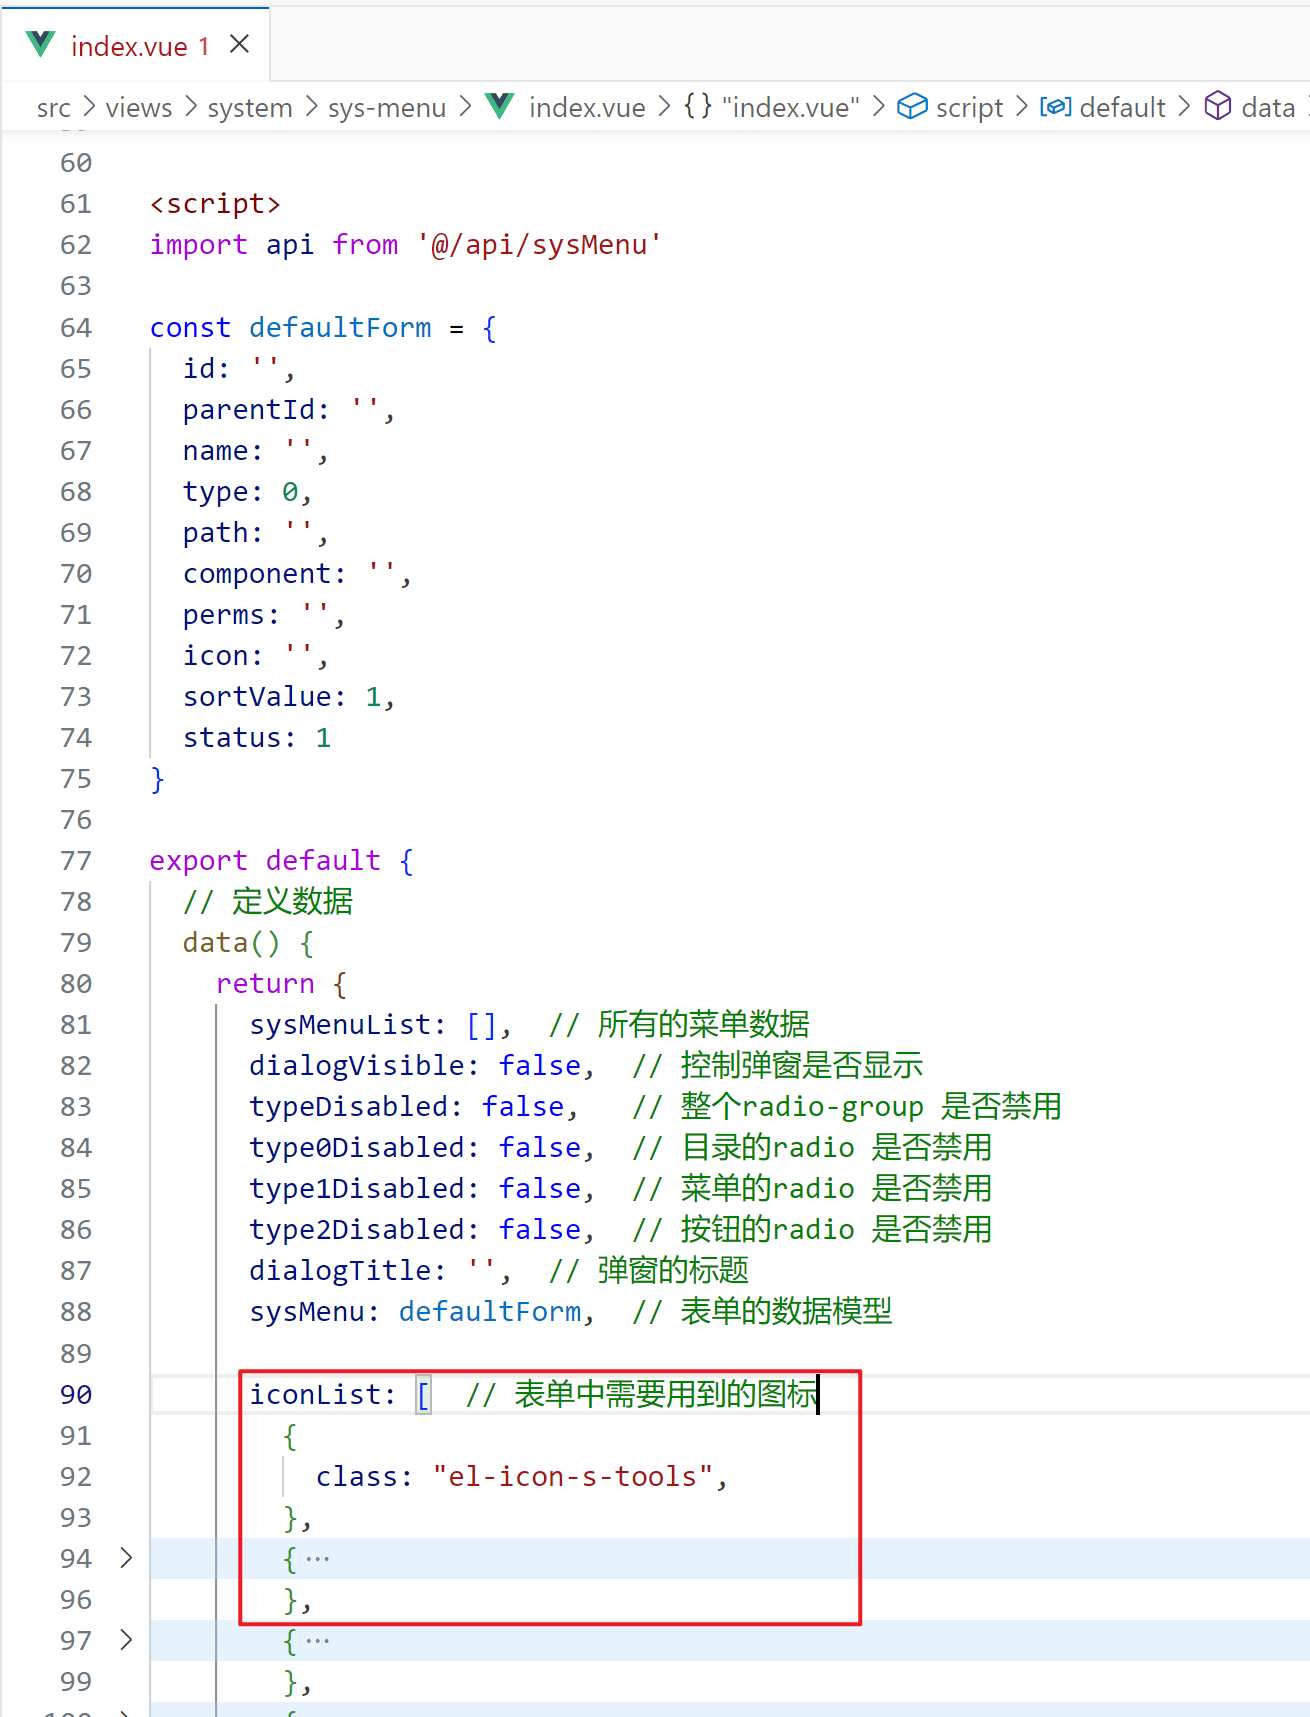 index.vue 1
src > views > system > sys-menu > index.vue > {} "index.vue" > script > default > data
60
61 <script>
62 import api from '@/api/sysMenu'
63
64 const defaultForm = {
65 id: '',
66 parentId: '',
67 name: '',
68 type: 0,
69 path: '',
70 component: '',
71 perms: '',
72 icon: '',
73 sortValue: 1,
74 status: 1
75 }
76
77 export default {
78 // 定义数据
79 data() {
80 return {
81 sysMenuList: [], // 所有的菜单数据
82 dialogVisible: false, // 控制弹窗是否显示
83 typeDisabled: false, // 整个radio-group 是否禁用
84 type0Disabled: false, // 目录的radio 是否禁用
85 type1Disabled: false, // 菜单的radio 是否禁用
86 type2Disabled: false, // 按钮的radio 是否禁用
87 dialogTitle: '', // 弹窗的标题
88 sysMenu: defaultForm, // 表单的数据模型
89
90 iconList: [ // 表单中需要用到的图标
91 {
92 class: "el-icon-s-tools",
93 },
94 > { ···
96 },
97 > { ···
99 },